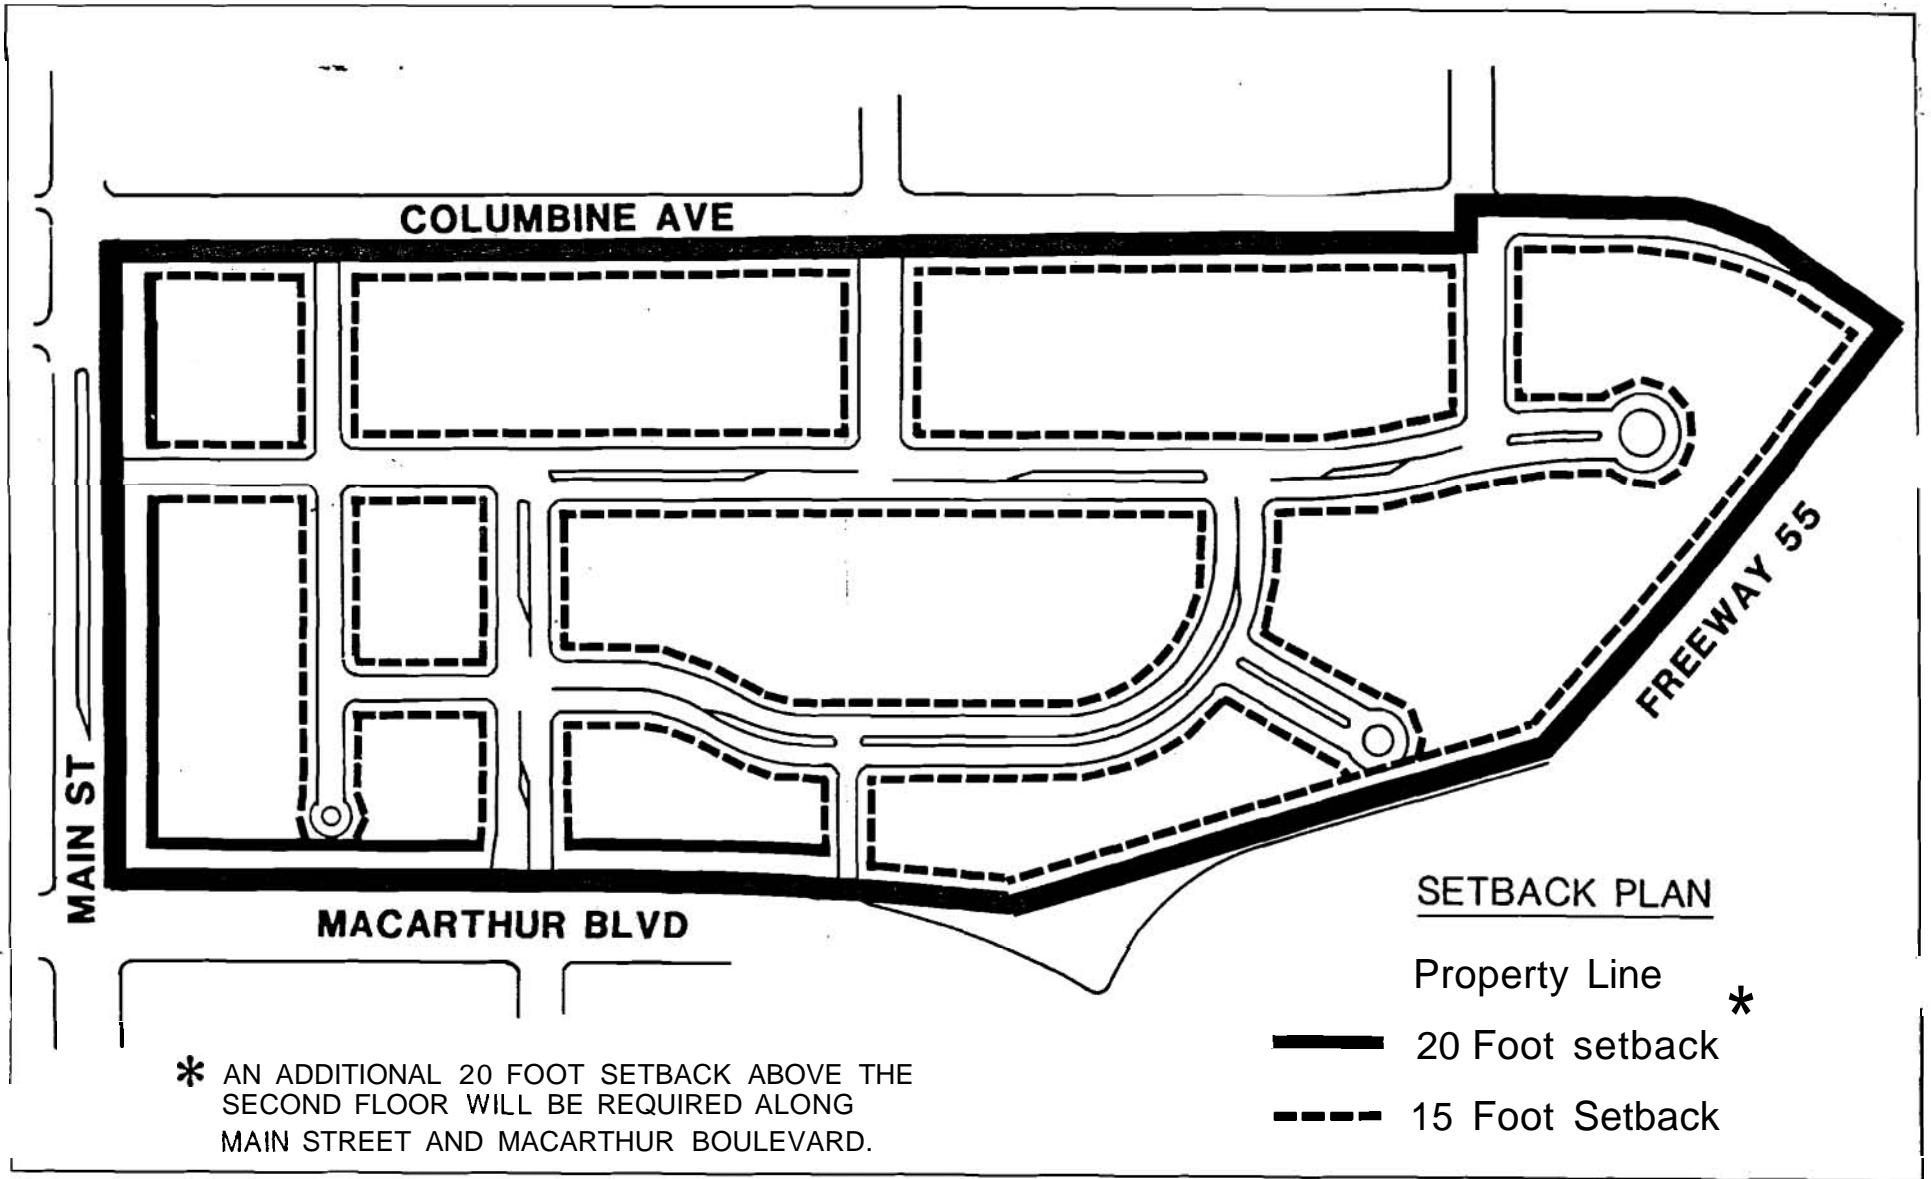 COLUMBINE AVE
FREEWAY 55
MAIN ST
MACARTHUR BLVD
SETBACK PLAN
Property Line
*
20 Foot setback
15 Foot Setback
* AN ADDITIONAL 20 FOOT SETBACK ABOVE THE
SECOND FLOOR WILL BE REQUIRED ALONG
MAIN STREET AND MACARTHUR BOULEVARD.